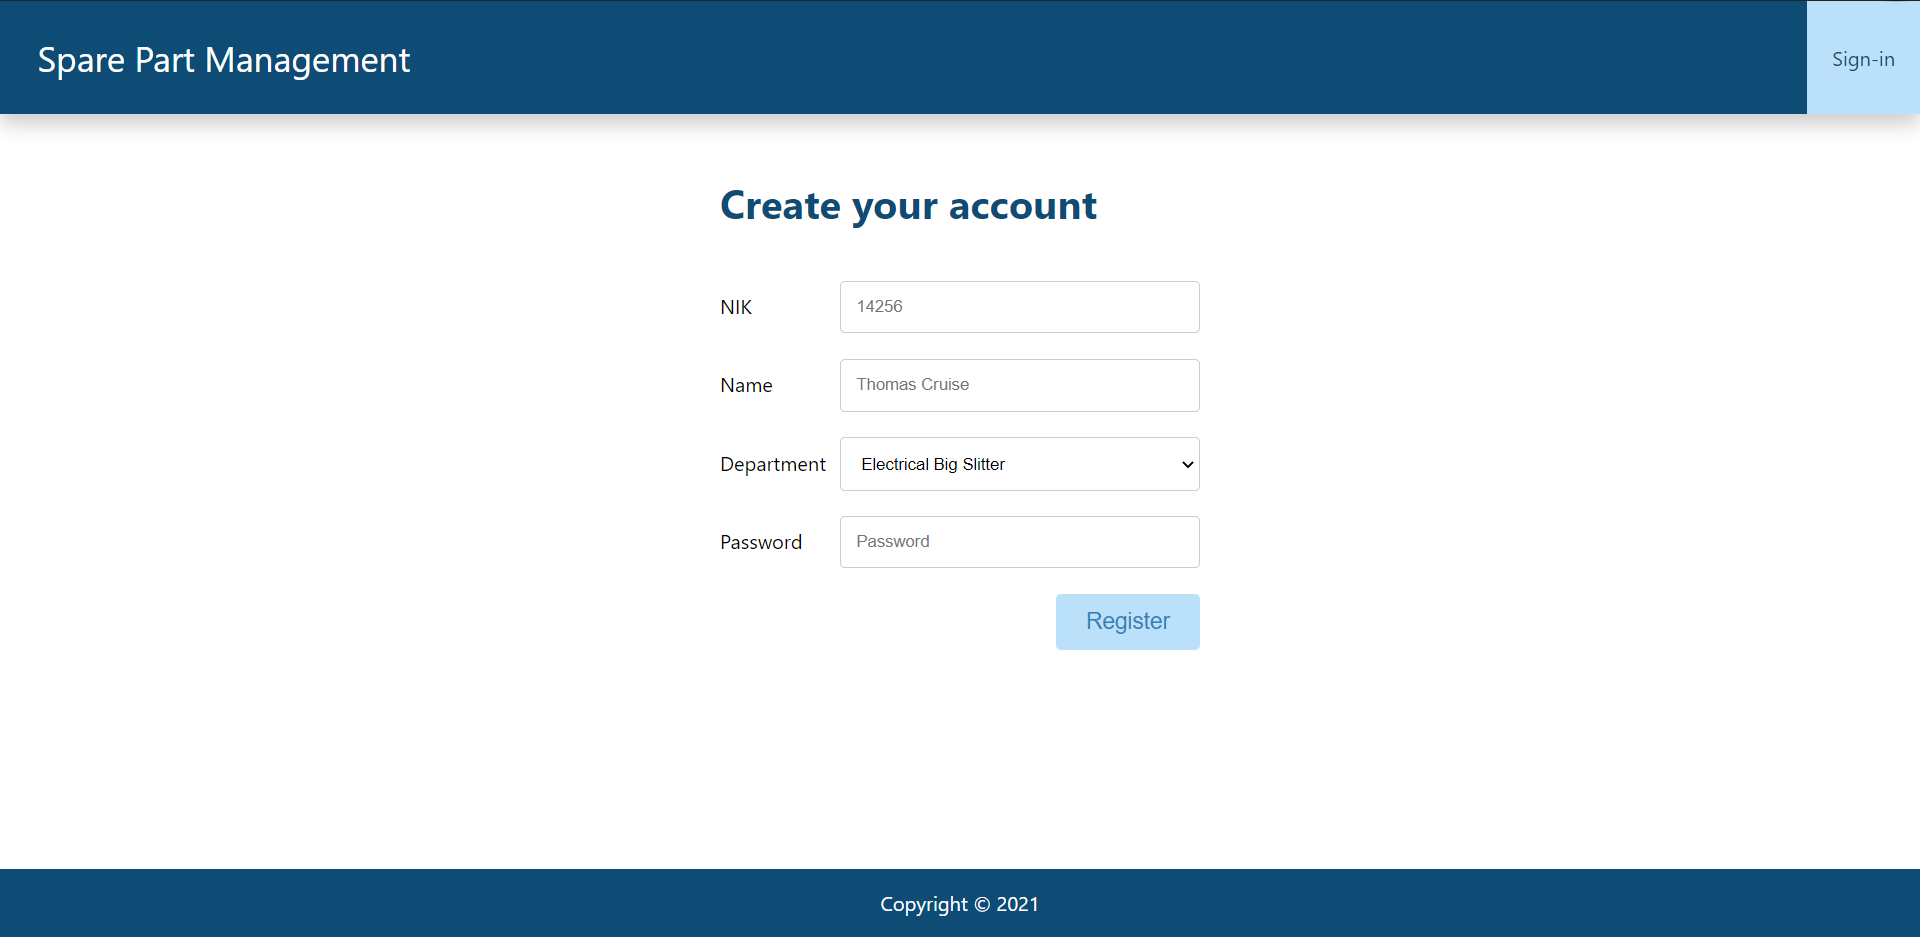 Spare Part Management
Sign-in
Create your account
NIK
14256
Name
Thomas Cruise
Department
Electrical Big Slitter
Password
Password
Register
Copyright © 2021